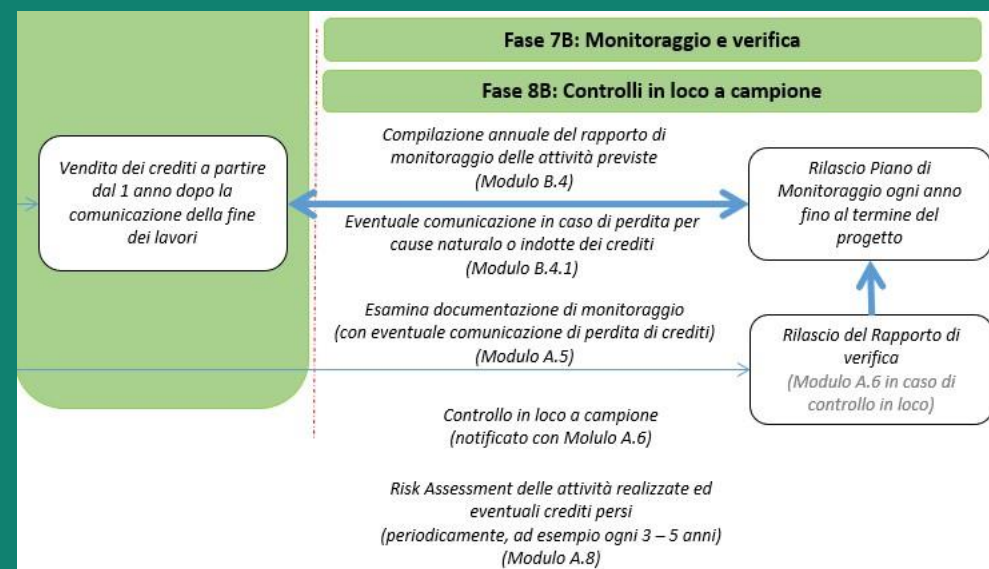 Fase 7B: Monitoraggio e verifica
Fase 8B: Controlli in loco a campione
Vendita dei crediti a partire
dal 1 anno dopo la
comunicazione della fine
dei lavori
Compilazione annuale del rapporto di
monitoraggio delle attività previste
(Modulo B.4)
Eventuale comunicazione in caso di perdita per
cause naturalo o indotte dei crediti
(Modulo B.4.1)
Rilascio Piano di
Monitoraggio ogni anno
fino al termine del
progetto
Esamina documentazione di monitoraggio
(con eventuale comunicazione di perdita di crediti)
(Modulo A.5)
Rilascio del Rapporto di
verifica
(Modulo A.6 in caso di
controllo in loco)
Controllo in loco a campione
(notificato con Molulo A.6)
Risk Assessment delle attività realizzate ed
eventuali crediti persi
(periodicamente, ad esempio ogni 3 – 5 anni)
(Modulo A.8)